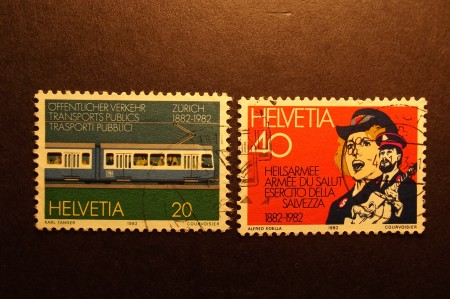 ÖFFENTLICHER VERKEHR
TRANSPORTS PUBLICS
TRASPORTI PUBBLICI
ZÜRICH
1882-1982
HELVETIA 20
KARL TANNER 1982 COURVOISIER
HELVETIA
40
HEILSARMEE
ARMÉE DU SALUT
ESERCITO DELLA
SALVEZZA
1882-1982
ALFRED KOELLA 1982 COURVOISIER